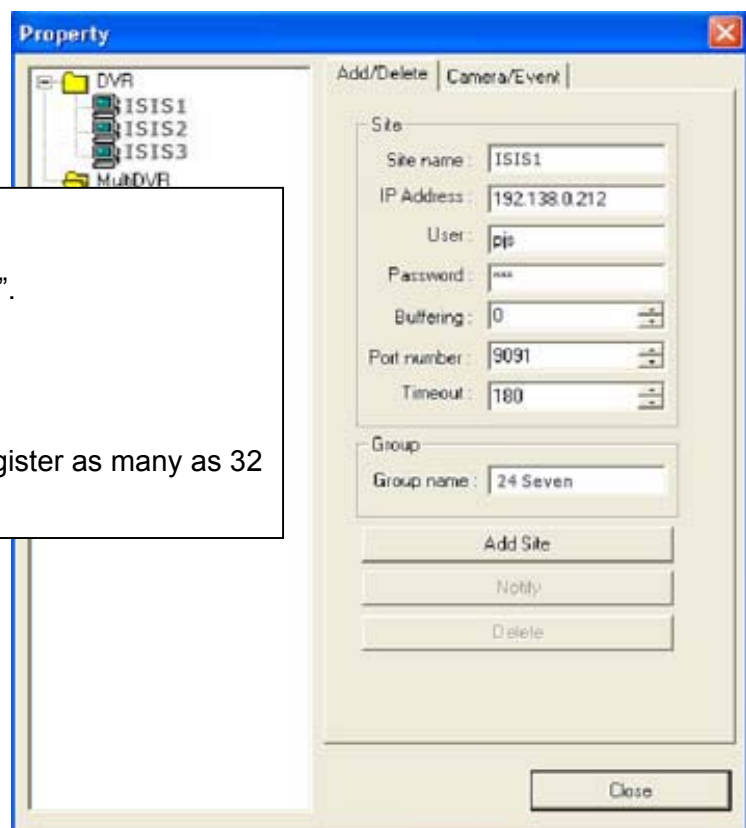 Property
DVR
ISIS1
ISIS2
ISIS3
MultiDVR
”.
gister as many as 32
Add/Delete
Camera/Event
Site
Site name :
ISIS1
IP Address :
192.138.0.212
User :
pjs
Password :
***
Buffering :
0
Port number :
9091
Timeout :
180
Group
Group name :
24 Seven
Add Site
Notify
Delete
Close